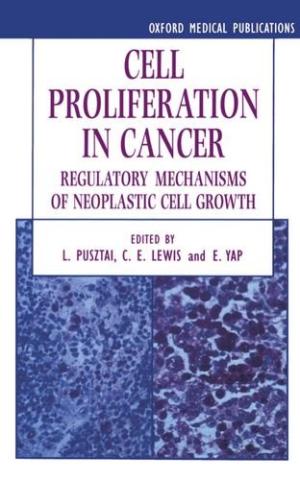 OXFORD MEDICAL PUBLICATIONS
CELL
PROLIFERATION
IN CANCER
REGULATORY MECHANISMS
OF NEOPLASTIC CELL GROWTH
EDITED BY
L. PUSZTAI, C. E. LEWIS and E. YAP